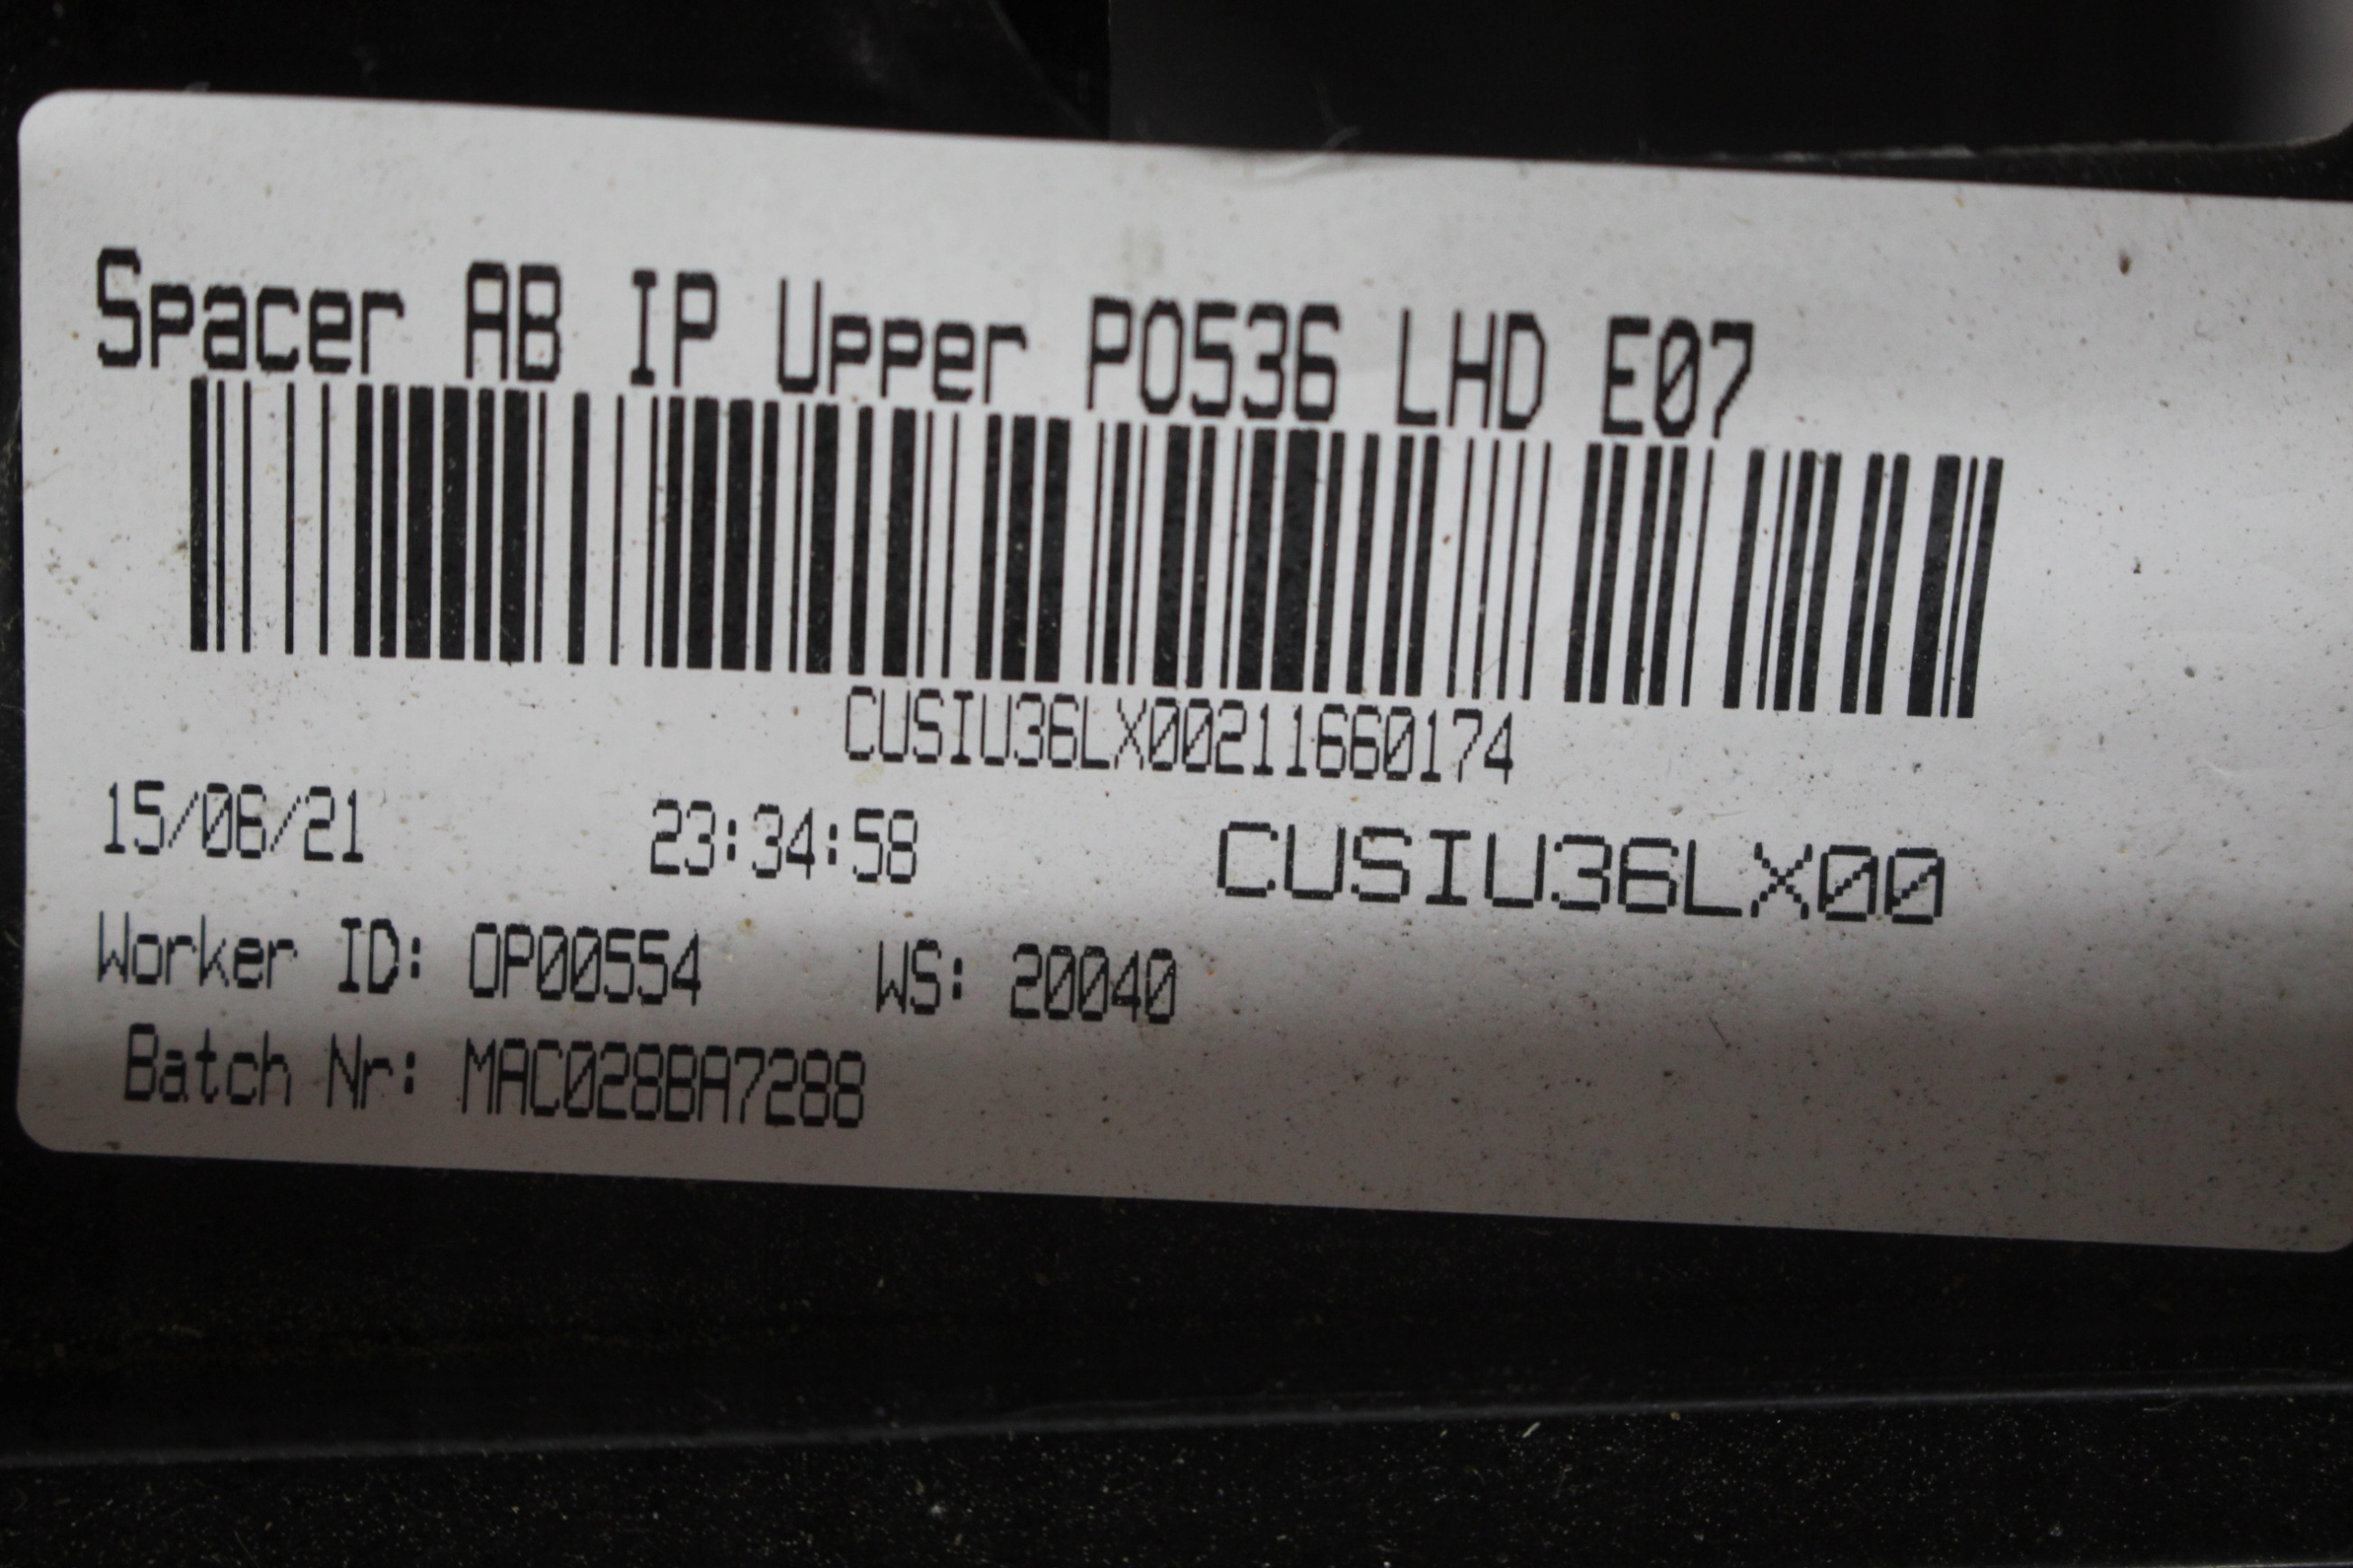 Spacer AB IP Upper PO536 LHD E07
CUSIU36LX00211660174
15/06/21 23:34:58 CUSIU36LX00
Worker ID: OP00554 WS: 20040
Batch Nr: MAC028BA7288